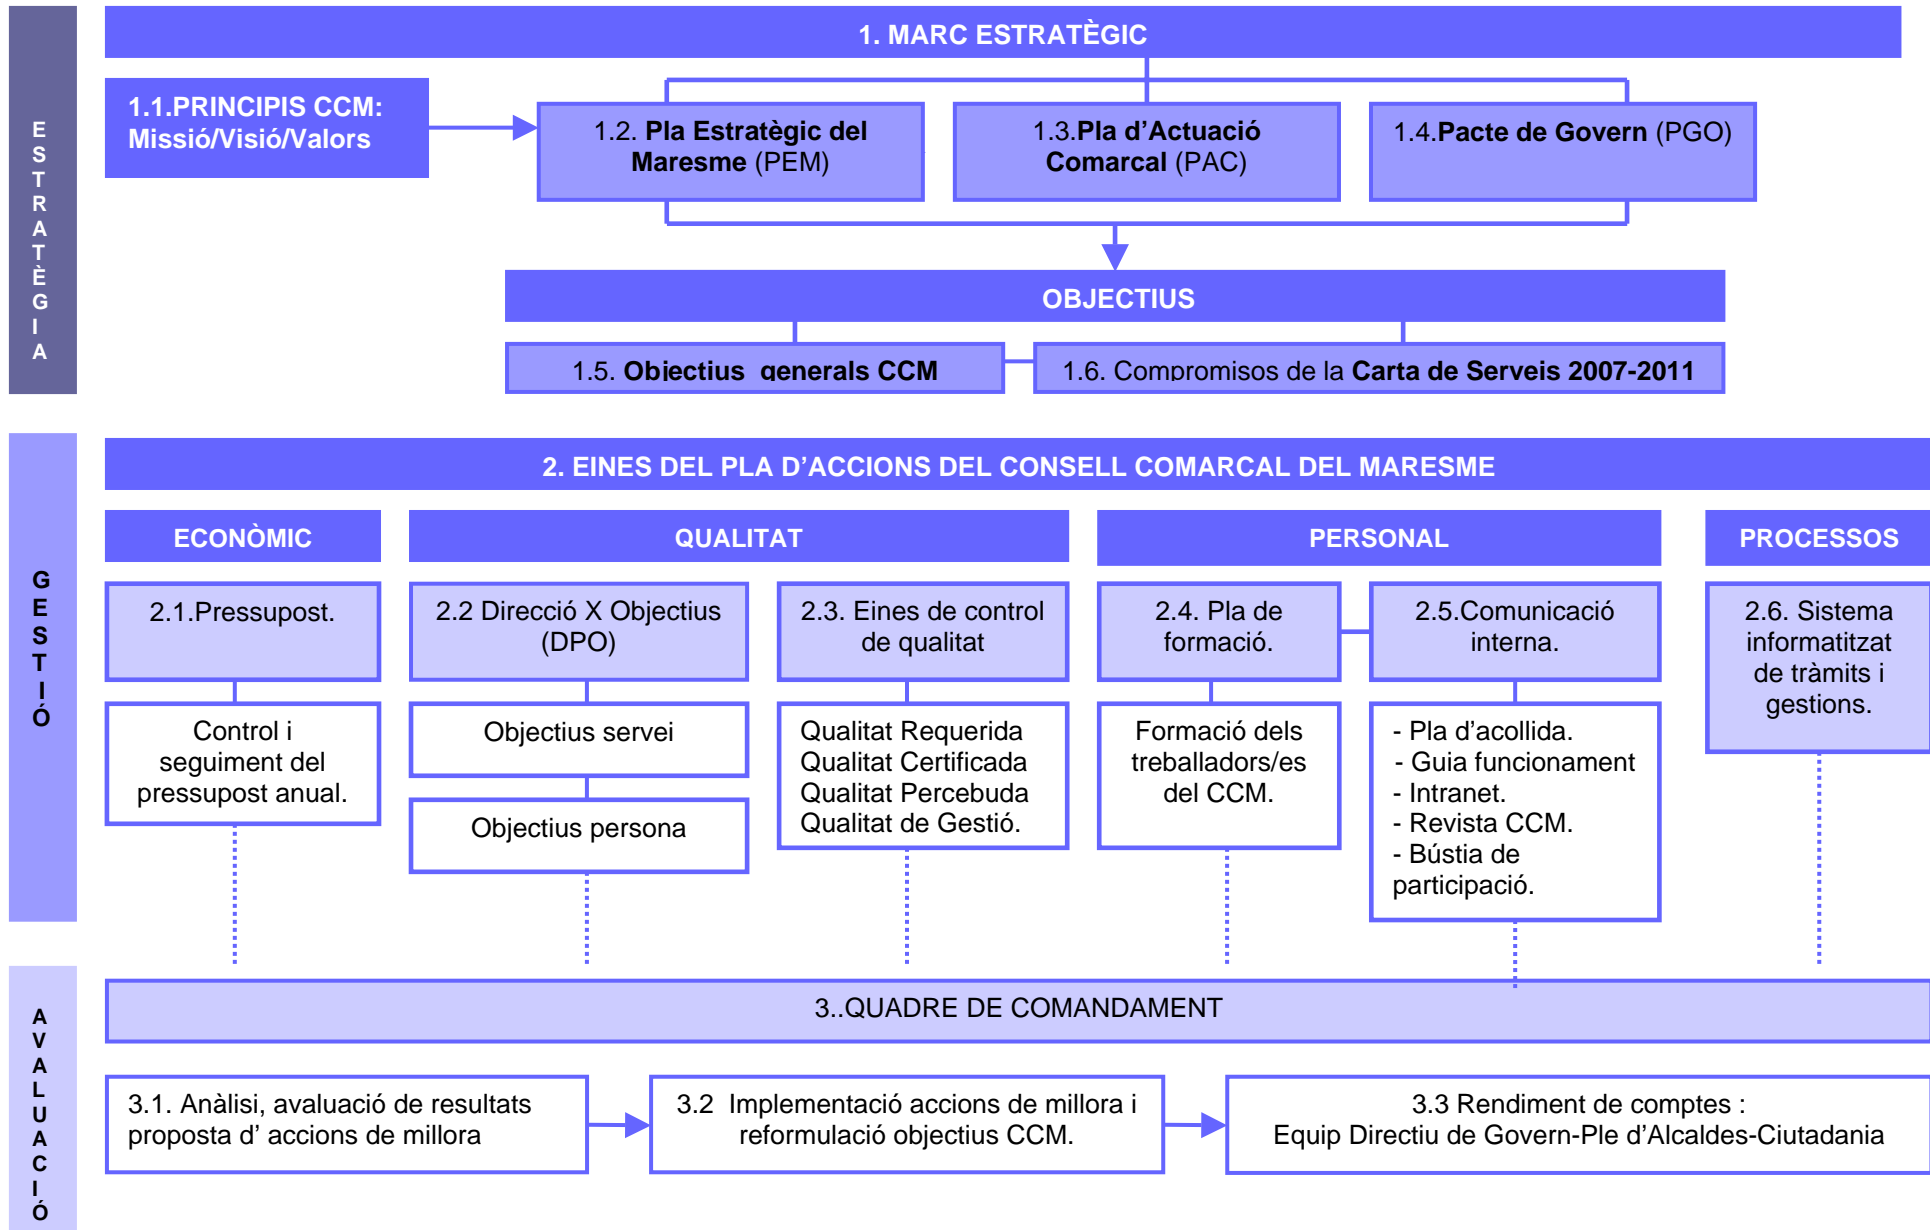 ESTRATÈGIA
1. MARC ESTRATÈGIC
1.1.PRINCIPIS CCM:
Missió/Visió/Valors
1.2. Pla Estratègic del
Maresme (PEM)
1.3.Pla d’Actuació
Comarcal (PAC)
1.4.Pacte de Govern (PGO)
OBJECTIUS
1.5. Objectius generals CCM
1.6. Compromisos de la Carta de Serveis 2007-2011
GESTIÓ
2. EINES DEL PLA D’ACCIONS DEL CONSELL COMARCAL DEL MARESME
ECONÒMIC
QUALITAT
PERSONAL
PROCESSOS
2.1.Pressupost.
2.2 Direcció X Objectius
(DPO)
2.3. Eines de control
de qualitat
2.4. Pla de
formació.
2.5.Comunicació
interna.
2.6. Sistema
informatitzat
de tràmits i
gestions.
Control i
seguiment del
pressupost anual.
Objectius servei
Objectius persona
Qualitat Requerida
Qualitat Certificada
Qualitat Percebuda
Qualitat de Gestió.
Formació dels
treballadors/es
del CCM.
- Pla d’acollida.
- Guia funcionament
- Intranet.
- Revista CCM.
- Bústia de
participació.
AVALUACIÓ
3..QUADRE DE COMANDAMENT
3.1. Anàlisi, avaluació de resultats
proposta d’ accions de millora
3.2 Implementació accions de millora i
reformulació objectius CCM.
3.3 Rendiment de comptes :
Equip Directiu de Govern-Ple d’Alcaldes-Ciutadania